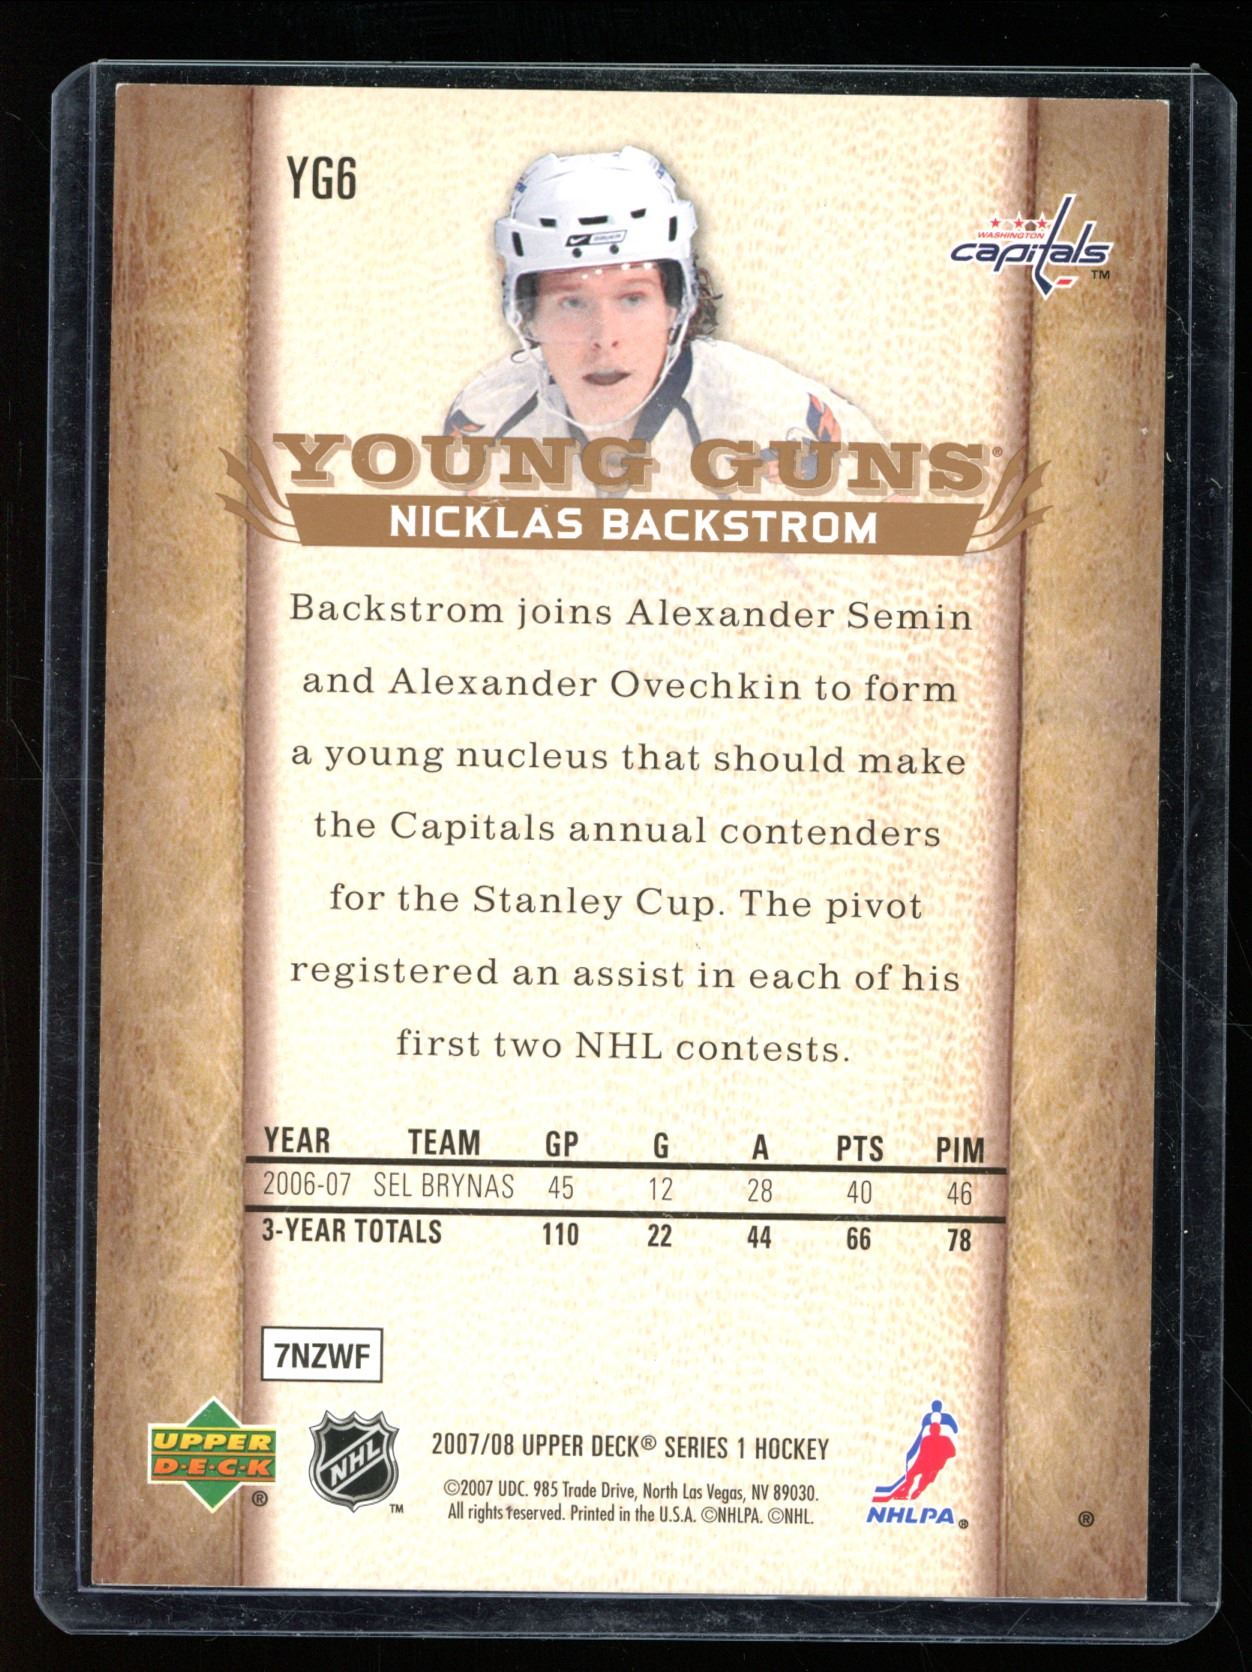 YG6
WASHINGTON
capitals
TM
YOUNG GUNS®
NICKLAS BACKSTROM
Backstrom joins Alexander Semin
and Alexander Ovechkin to form
a young nucleus that should make
the Capitals annual contenders
for the Stanley Cup. The pivot
registered an assist in each of his
first two NHL contests.
YEAR TEAM GP G A PTS PIM
2006-07 SEL BRYNAS 45 12 28 40 46
3-YEAR TOTALS 110 22 44 66 78
7NZWF
UPPER
D·E·C·K
®
NHL
TM
2007/08 UPPER DECK® SERIES 1 HOCKEY
©2007 UDC. 985 Trade Drive, North Las Vegas, NV 89030.
All rights reserved. Printed in the U.S.A. ©NHLPA. ©NHL.
NHLPA®
®